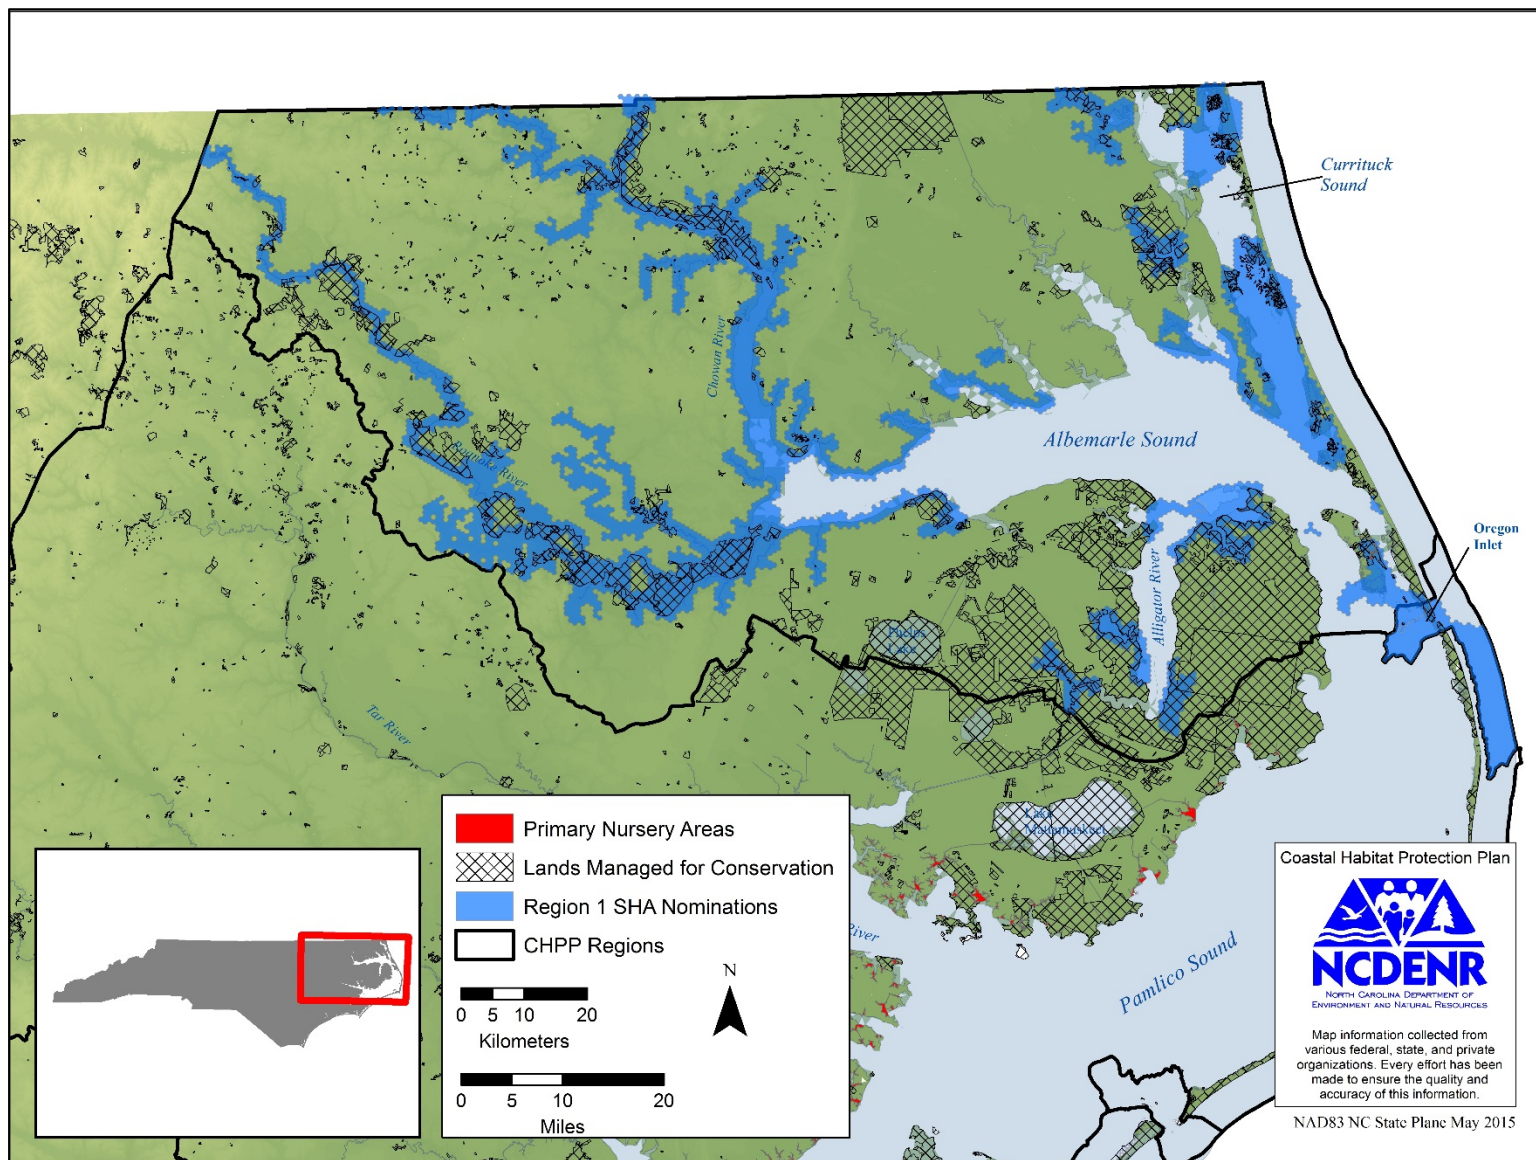 Currituck
Sound
Chowan River
Albemarle Sound
Roanoke River
Oregon
Inlet
Alligator River
Phelps
Lake
Tar River
Lake
Mattamuskeet
River
Pamlico Sound
Primary Nursery Areas
Lands Managed for Conservation
Region 1 SHA Nominations
CHPP Regions
0 5 10 20
Kilometers
0 5 10 20
Miles
N
Coastal Habitat Protection Plan
NCDENR
NORTH CAROLINA DEPARTMENT OF
ENVIRONMENT AND NATURAL RESOURCES
Map information collected from
various federal, state, and private
organizations. Every effort has been
made to ensure the quality and
accuracy of this information.
NAD83 NC State Plane May 2015